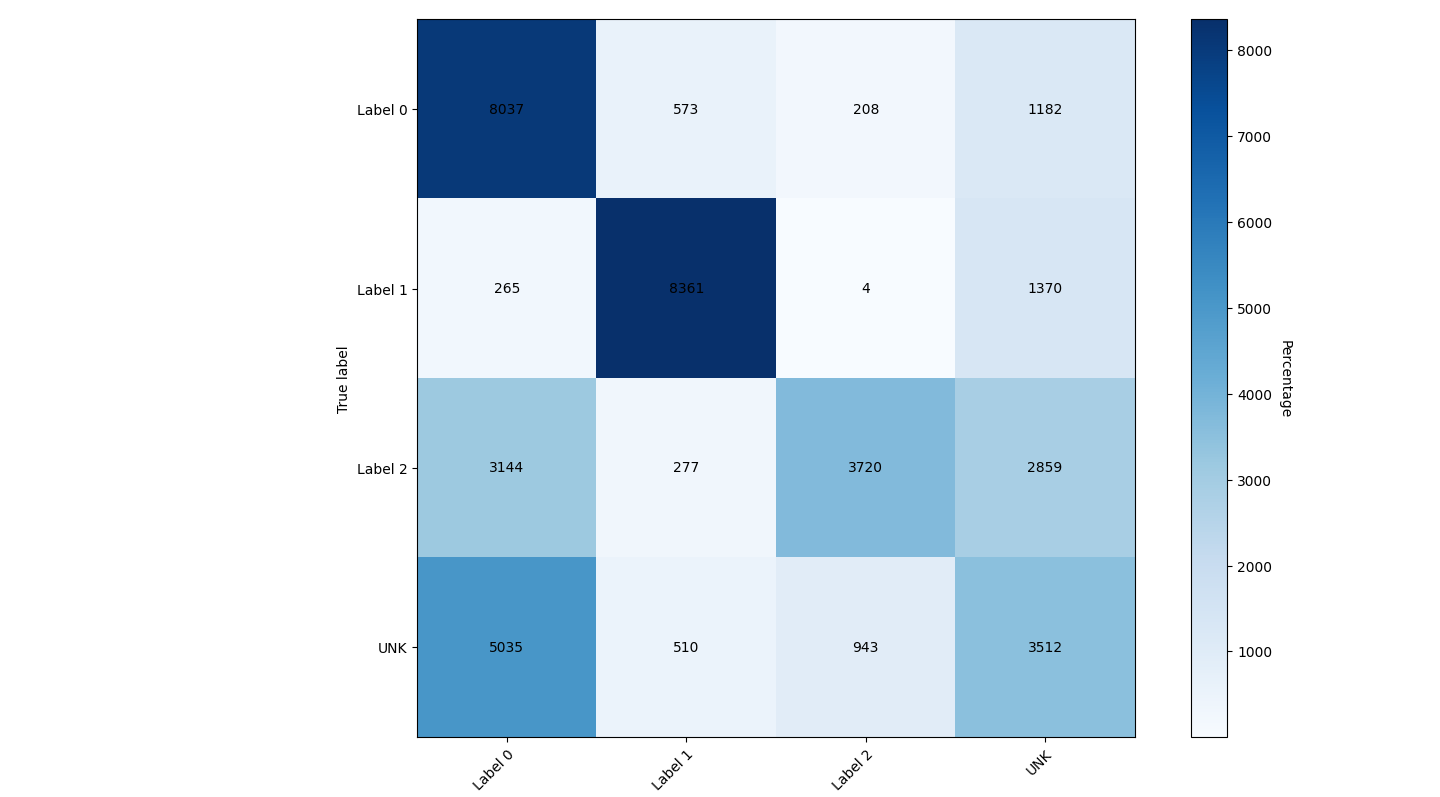 8000
Label 0 8037 573 208 1182
7000
6000
Label 1 265 8361 4 1370
5000
True label
Percentage
4000
Label 2 3144 277 3720 2859
3000
2000
UNK 5035 510 943 3512
1000
Label 0 Label 1 Label 2 UNK